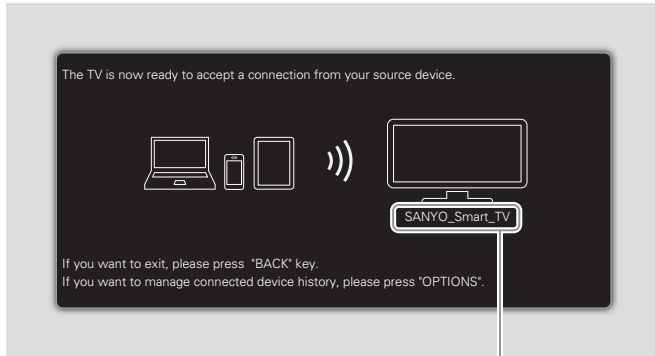 The TV is now ready to accept a connection from your source device.
SANYO_Smart_TV
If you want to exit, please press "BACK" key.
If you want to manage connected device history, please press "OPTIONS".